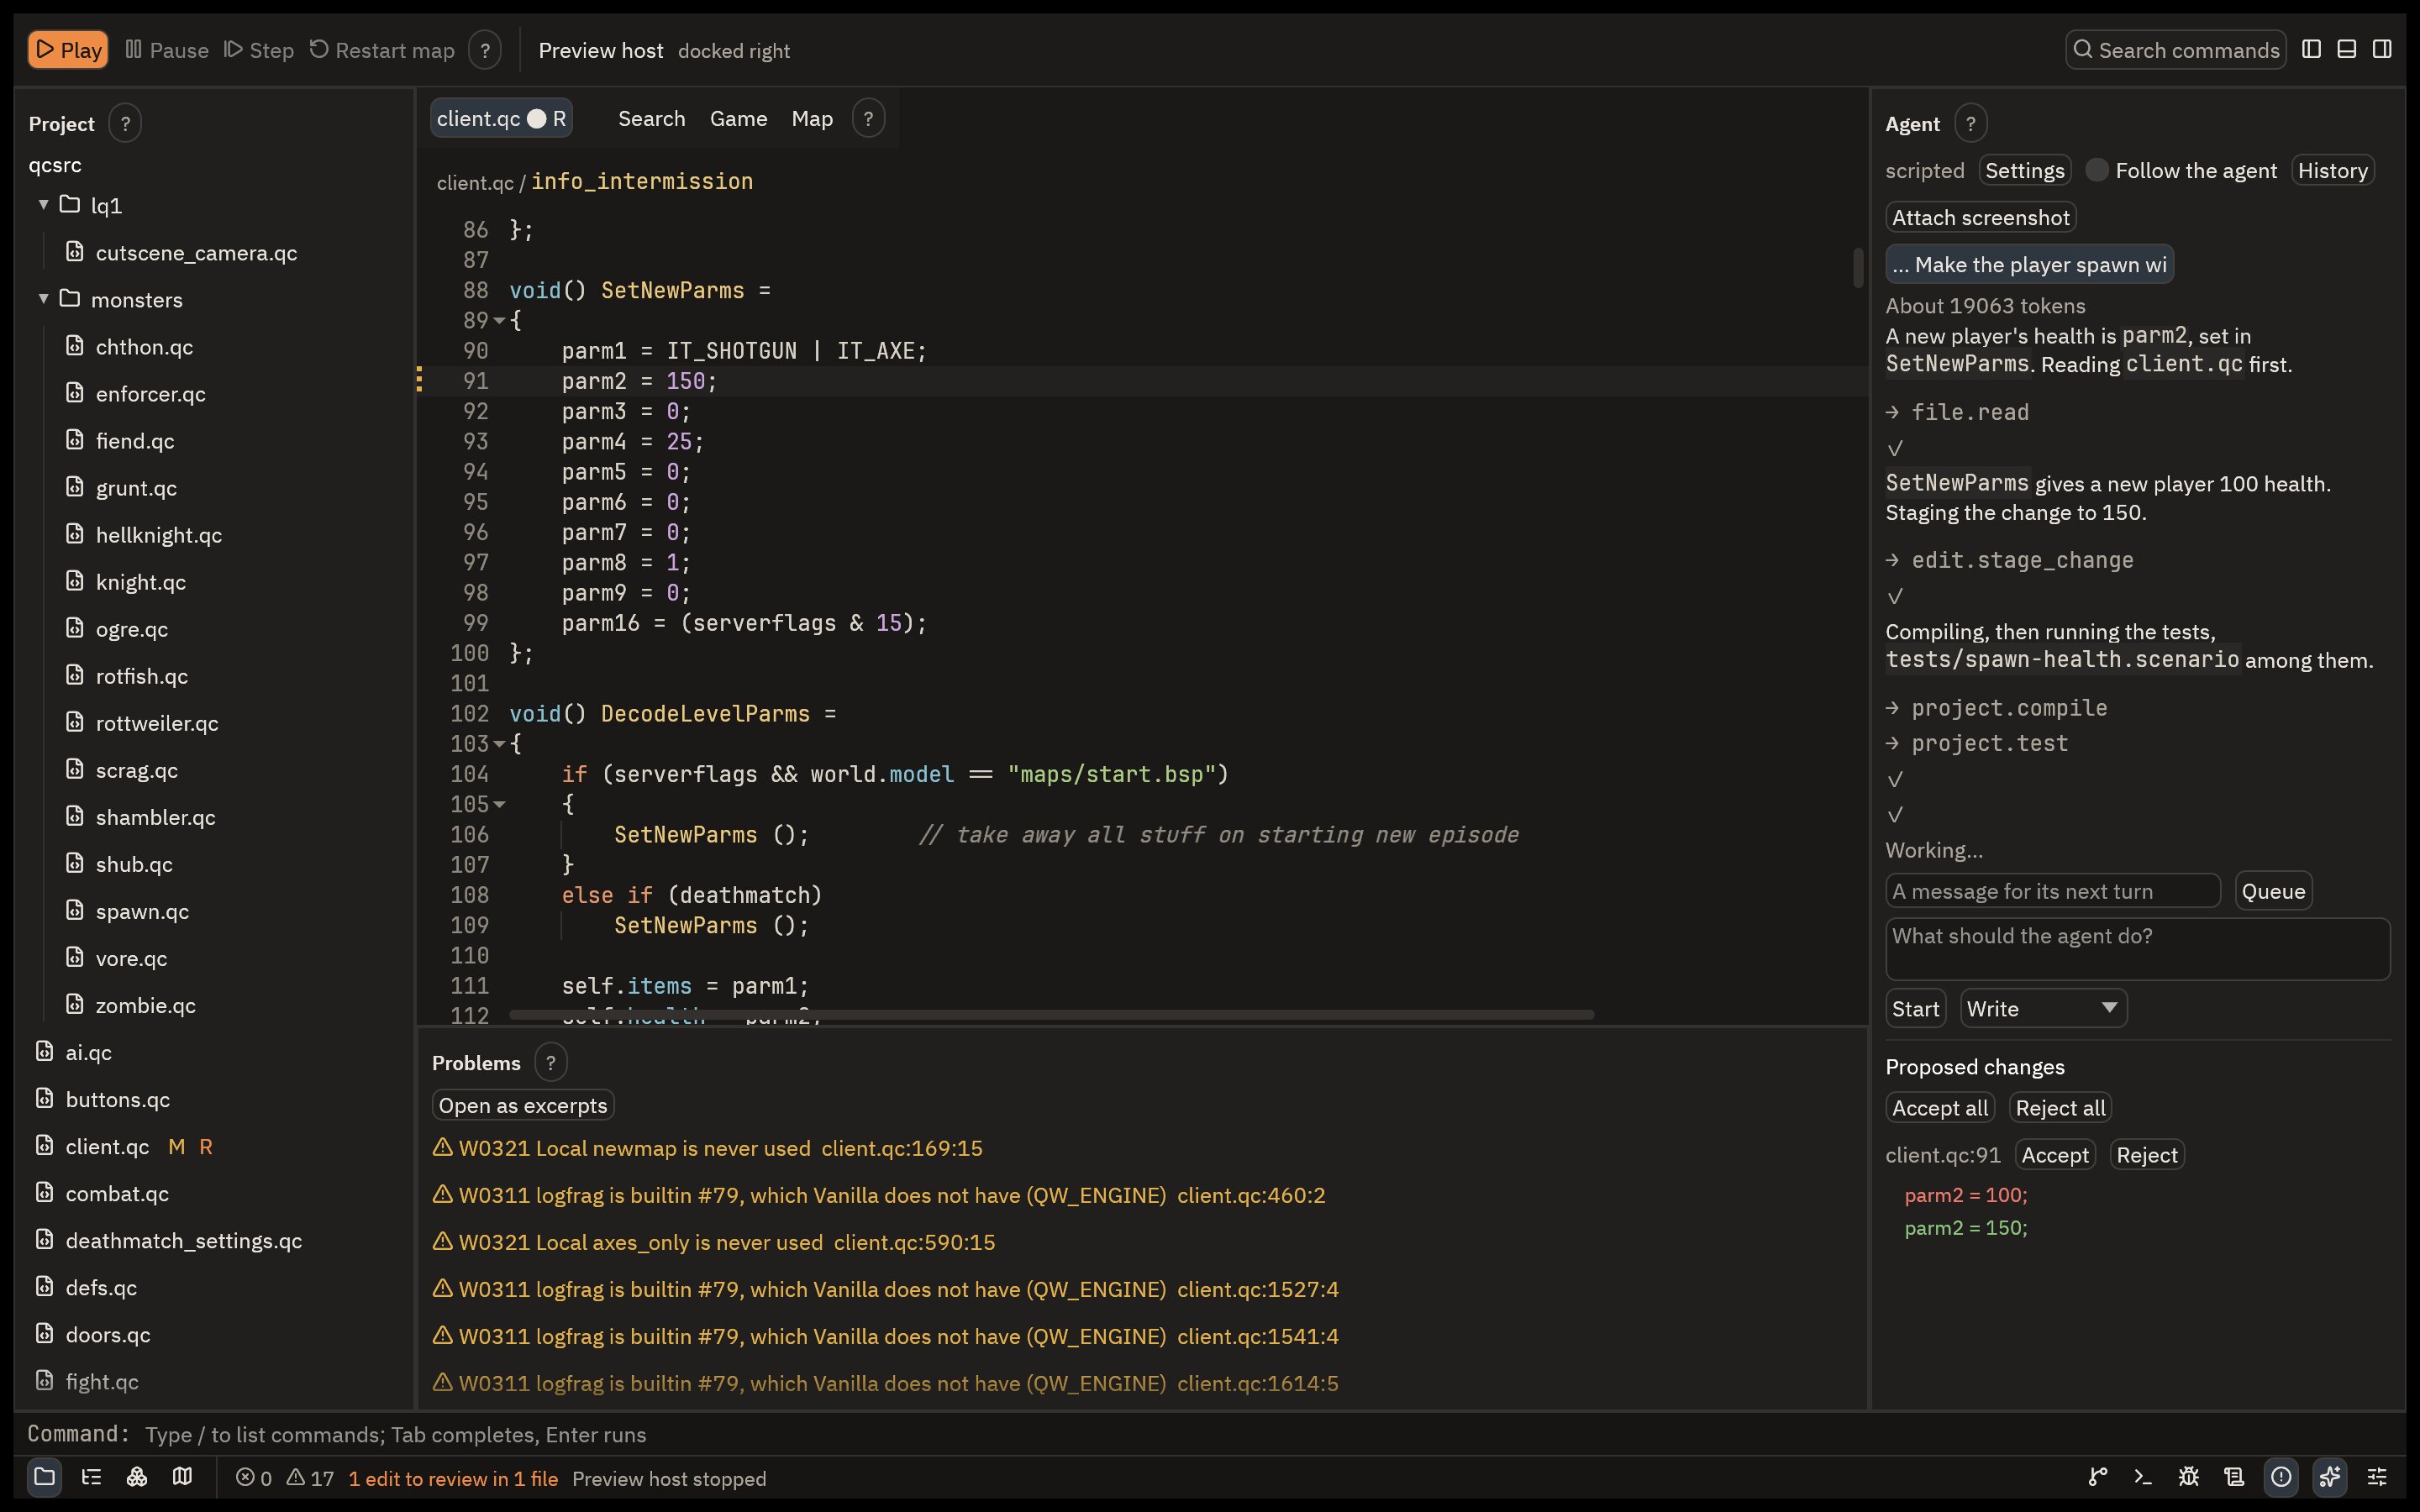 Play Pause Step Restart map ? Preview host docked right Search commands
Project ?
qcsrc
lq1
cutscene_camera.qc
monsters
chthon.qc
enforcer.qc
fiend.qc
grunt.qc
hellknight.qc
knight.qc
ogre.qc
rotfish.qc
rottweiler.qc
scrag.qc
shambler.qc
shub.qc
spawn.qc
vore.qc
zombie.qc
ai.qc
buttons.qc
client.qc M R
combat.qc
deathmatch_settings.qc
defs.qc
doors.qc
fight.qc
client.qc R Search Game Map ?
client.qc / info_intermission
86 };
87
88 void() SetNewParms =
89 {
90 parm1 = IT_SHOTGUN | IT_AXE;
91 parm2 = 150;
92 parm3 = 0;
93 parm4 = 25;
94 parm5 = 0;
95 parm6 = 0;
96 parm7 = 0;
97 parm8 = 1;
98 parm9 = 0;
99 parm16 = (serverflags & 15);
100 };
101
102 void() DecodeLevelParms =
103 {
104 if (serverflags && world.model == "maps/start.bsp")
105 {
106 SetNewParms (); // take away all stuff on starting new episode
107 }
108 else if (deathmatch)
109 SetNewParms ();
110
111 self.items = parm1;
112 self.health = parm2;
Problems ?
Open as excerpts
W0321 Local newmap is never used client.qc:169:15
W0311 logfrag is builtin #79, which Vanilla does not have (QW_ENGINE) client.qc:460:2
W0321 Local axes_only is never used client.qc:590:15
W0311 logfrag is builtin #79, which Vanilla does not have (QW_ENGINE) client.qc:1527:4
W0311 logfrag is builtin #79, which Vanilla does not have (QW_ENGINE) client.qc:1541:4
W0311 logfrag is builtin #79, which Vanilla does not have (QW_ENGINE) client.qc:1614:5
Agent ?
scripted Settings Follow the agent History
Attach screenshot
... Make the player spawn wi
About 19063 tokens
A new player's health is parm2, set in
SetNewParms. Reading client.qc first.
→ file.read
✓
SetNewParms gives a new player 100 health.
Staging the change to 150.
→ edit.stage_change
✓
Compiling, then running the tests,
tests/spawn-health.scenario among them.
→ project.compile
→ project.test
✓
✓
Working...
A message for its next turn Queue
What should the agent do?
Start Write
Proposed changes
Accept all Reject all
client.qc:91 Accept Reject
parm2 = 100;
parm2 = 150;
Command: Type / to list commands; Tab completes, Enter runs
0 17 1 edit to review in 1 file Preview host stopped